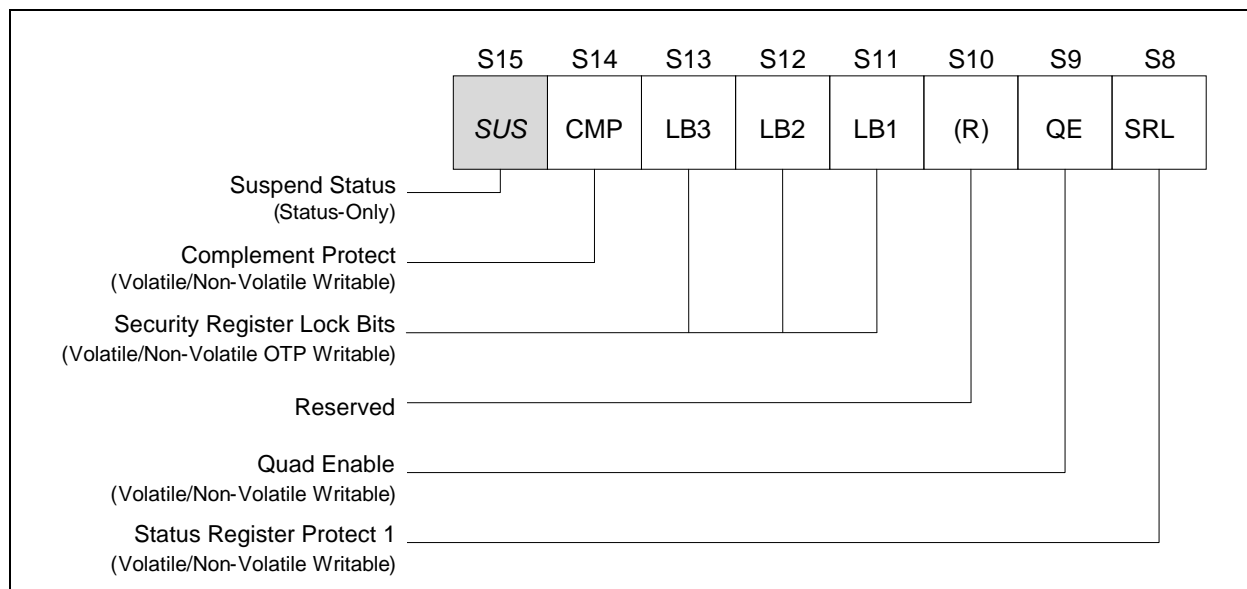 S15 S14 S13 S12 S11 S10 S9 S8
SUS CMP LB3 LB2 LB1 (R) QE SRL
Suspend Status
(Status-Only)
Complement Protect
(Volatile/Non-Volatile Writable)
Security Register Lock Bits
(Volatile/Non-Volatile OTP Writable)
Reserved
Quad Enable
(Volatile/Non-Volatile Writable)
Status Register Protect 1
(Volatile/Non-Volatile Writable)